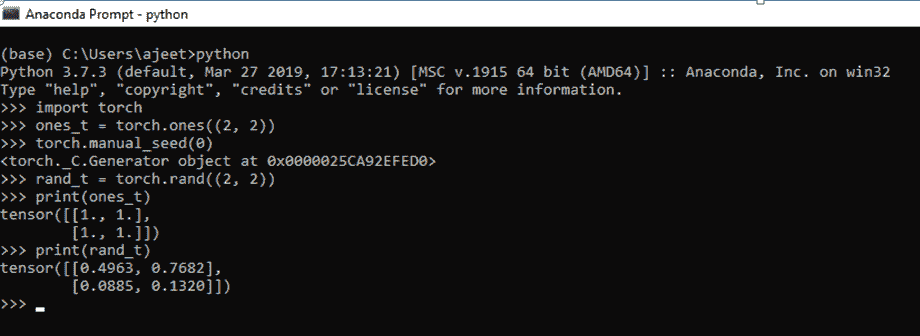 Anaconda Prompt - python
(base) C:\Users\ajeet>python
Python 3.7.3 (default, Mar 27 2019, 17:13:21) [MSC v.1915 64 bit (AMD64)] :: Anaconda, Inc. on win32
Type "help", "copyright", "credits" or "license" for more information.
>>> import torch
>>> ones_t = torch.ones((2, 2))
>>> torch.manual_seed(0)
<torch._C.Generator object at 0x0000025CA92EFED0>
>>> rand_t = torch.rand((2, 2))
>>> print(ones_t)
tensor([[1., 1.],
        [1., 1.]])
>>> print(rand_t)
tensor([[0.4963, 0.7682],
        [0.0885, 0.1320]])
>>> _